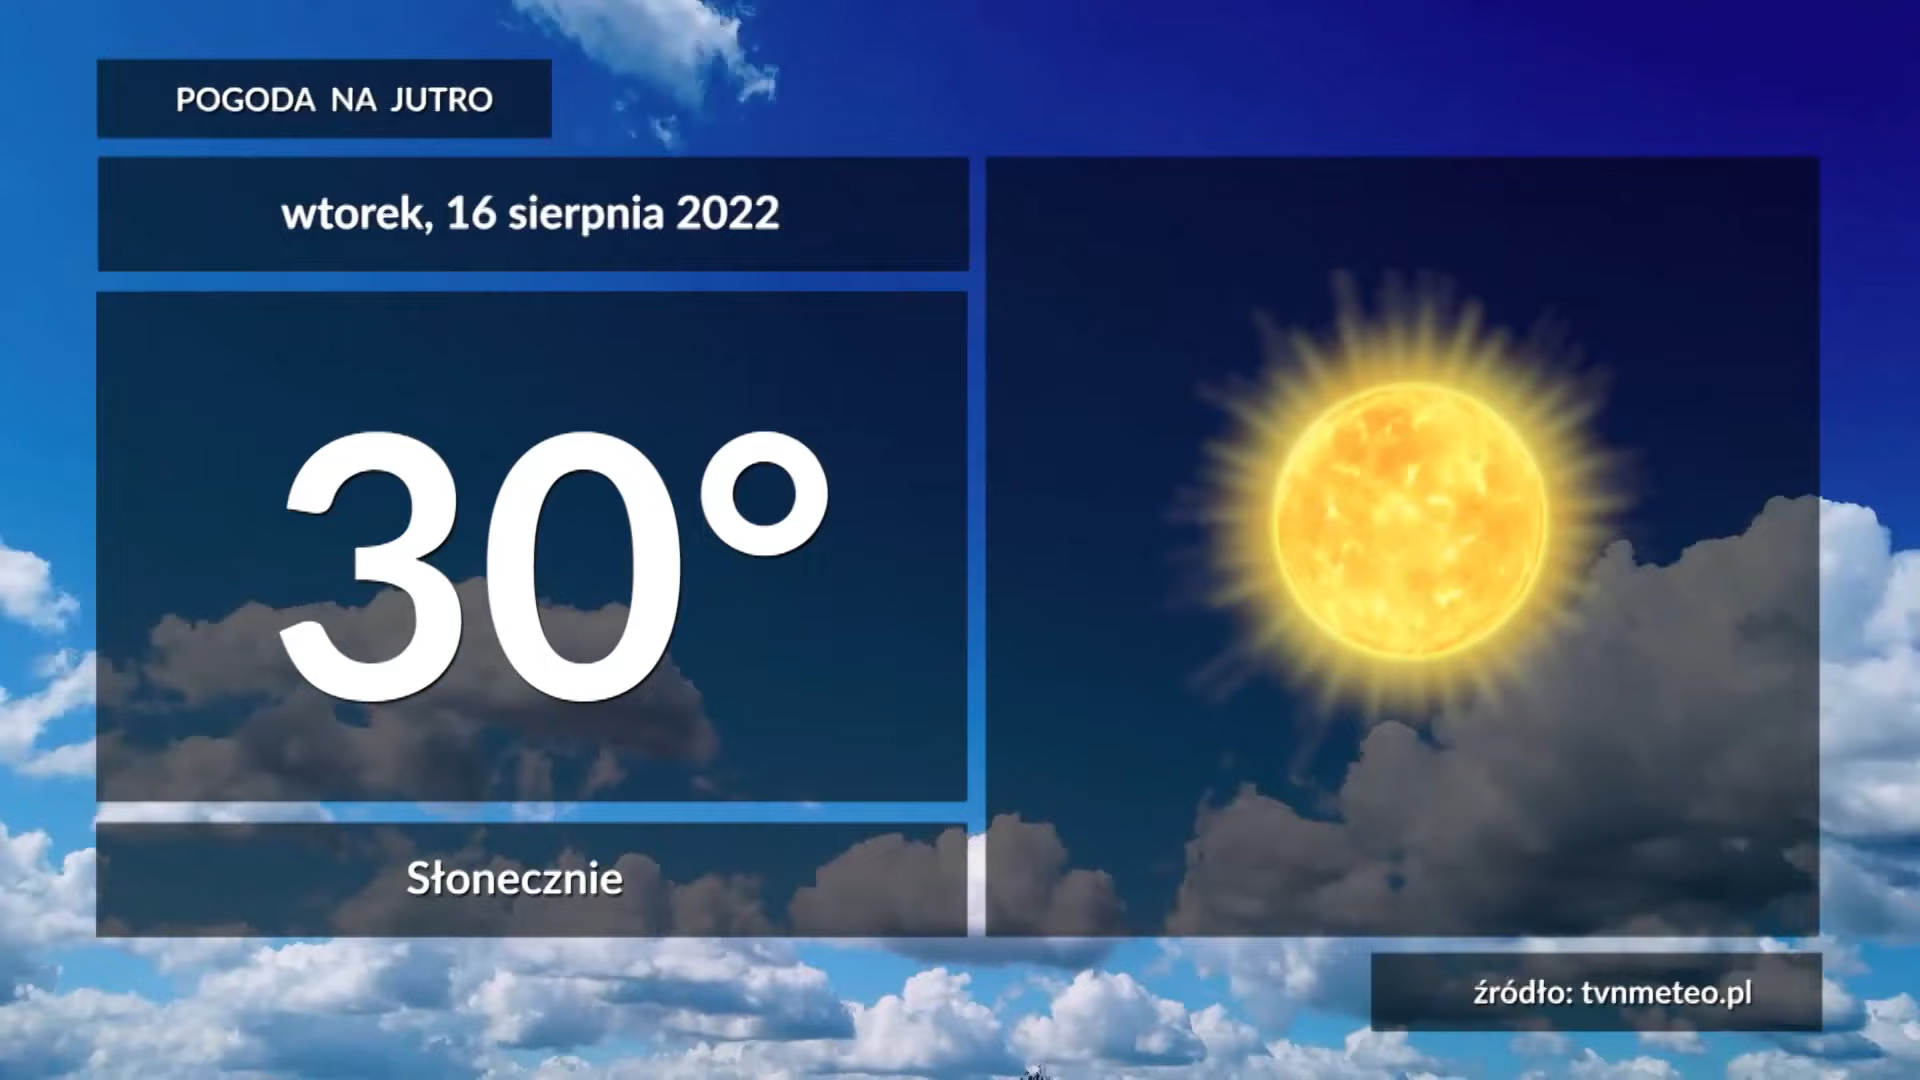 POGODA NA JUTRO
wtorek, 16 sierpnia 2022
30°
Słonecznie
źródło: tvnmeteo.pl